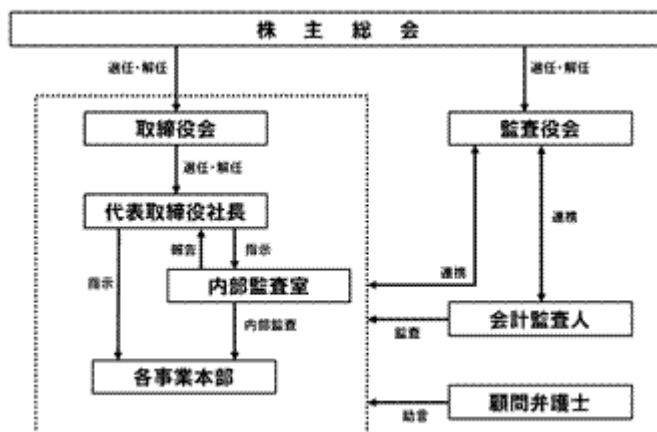 株主総会
選任・解任
選任・解任
取締役会
監査役会
選任・解任
代表取締役社長
連携
報告
指示
指示
内部監査室
連携
会計監査人
内部監査
監査
各事業本部
顧問弁護士
助言